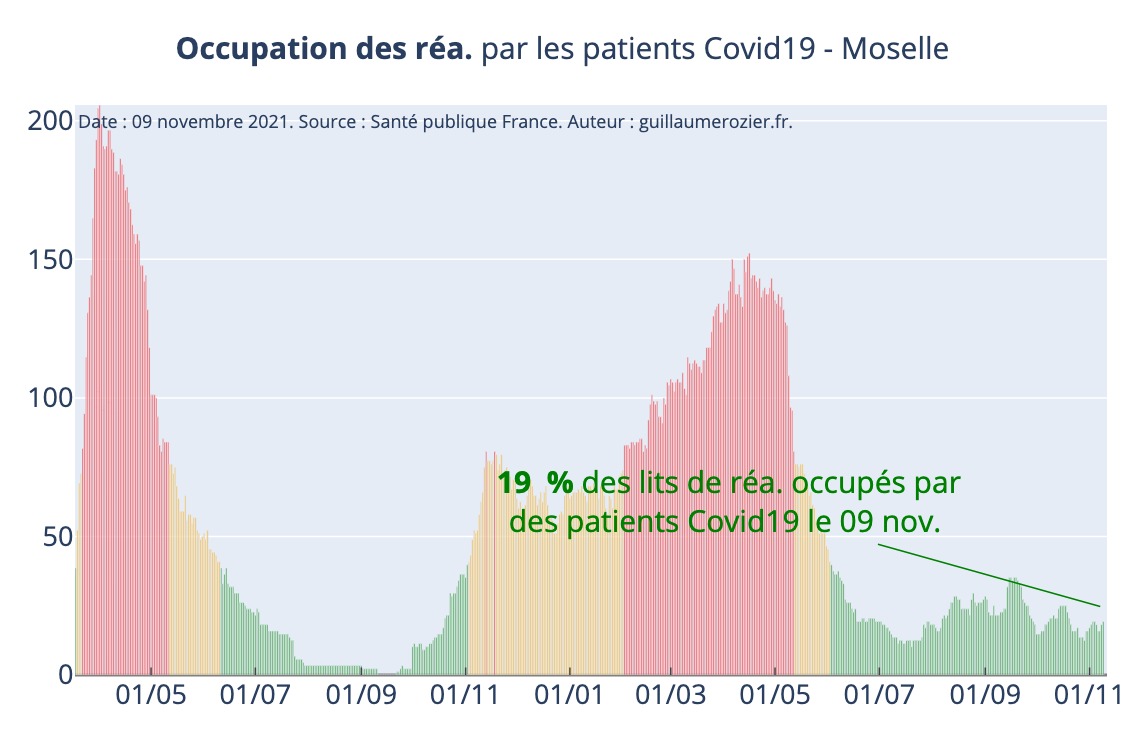 Occupation des réa. par les patients Covid19 - Moselle
200
Date : 09 novembre 2021. Source : Santé publique France. Auteur : guillaumerozier.fr.
150
100
19 % des lits de réa. occupés par
des patients Covid19 le 09 nov.
50
0
01/05 01/07 01/09 01/11 01/01 01/03 01/05 01/07 01/09 01/11